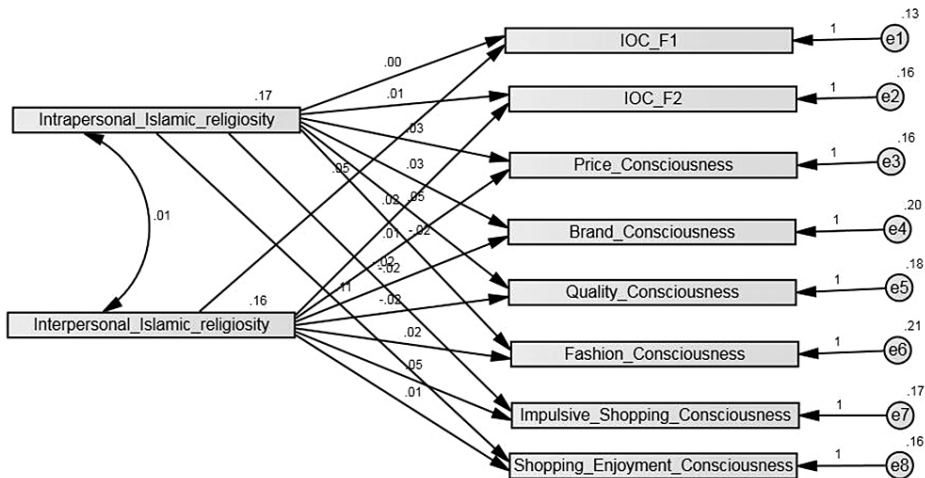 .13
IOC_F1
1
e1
.00
.16
.17
.01
IOC_F2
1
e2
Intrapersonal_Islamic_religiosity
.03
.16
Price_Consciousness
1
e3
.05
.03
.02
.05
.20
.01
.01
-.02
Brand_Consciousness
1
e4
-.02
.18
.11
Quality_Consciousness
1
e5
.16
-.02
Interpersonal_Islamic_religiosity
.02
.21
Fashion_Consciousness
1
e6
.05
.17
.01
Impulsive_Shopping_Consciousness
1
e7
.16
Shopping_Enjoyment_Consciousness
1
e8